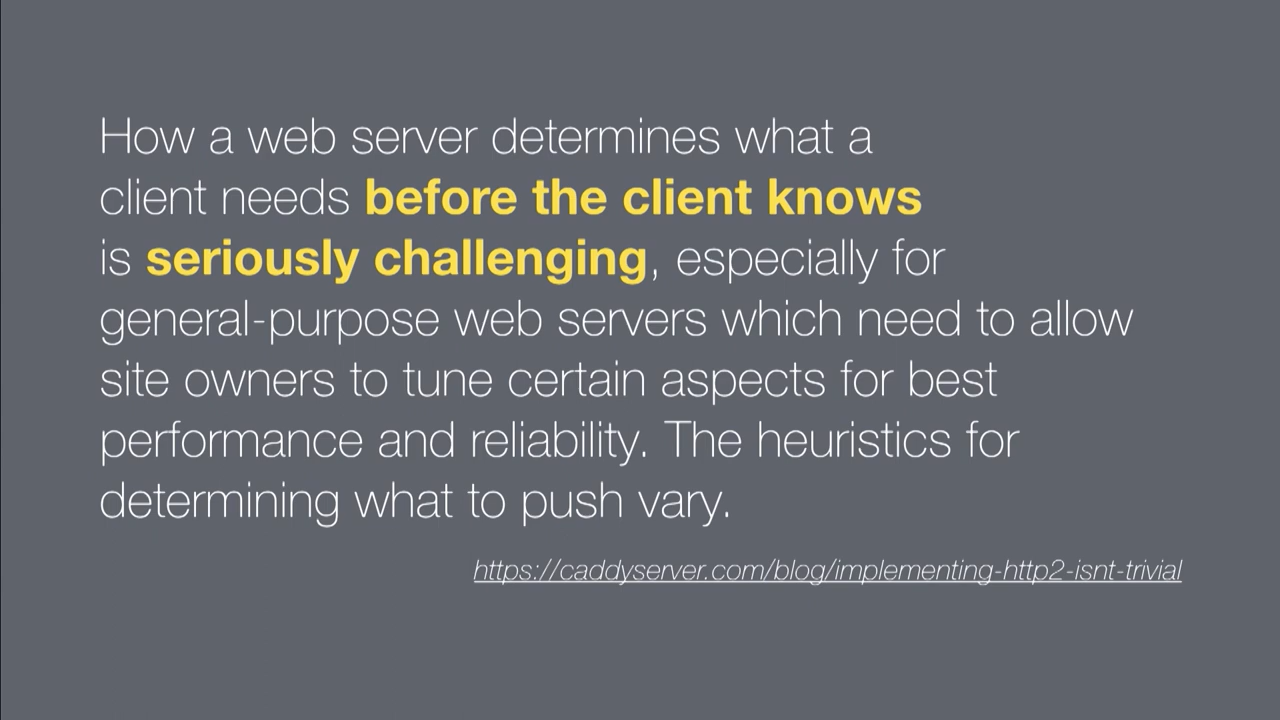 How a web server determines what a
client needs before the client knows
is seriously challenging, especially for
general-purpose web servers which need to allow
site owners to tune certain aspects for best
performance and reliability. The heuristics for
determining what to push vary.
https://caddyserver.com/blog/implementing-http2-isnt-trivial